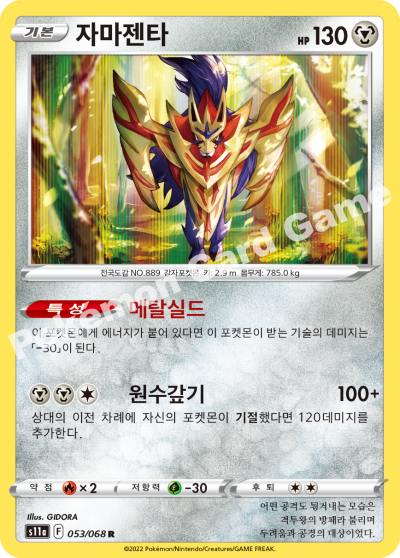 기본 자마젠타 HP 130
전국도감 NO.889 감자포켓몬 키: 2.9 m 몸무게: 785.0 kg
특성 메탈실드
이 포켓몬에게 에너지가 붙어 있다면 이 포켓몬이 받는 기술의 데미지는
「-30」이 된다.
원수갚기 100+
상대의 이전 차례에 자신의 포켓몬이 기절했다면 120데미지를
추가한다.
약점 ×2 저항력 -30 후퇴
Illus. GIDORA
s11a F 053/068 R
어떤 공격도 튕겨내는 모습은
격투왕의 방패라 불리며
두려움과 공경의 대상이었다.
©2022 Pokémon/Nintendo/Creatures/GAME FREAK.
Pokémon Card Game